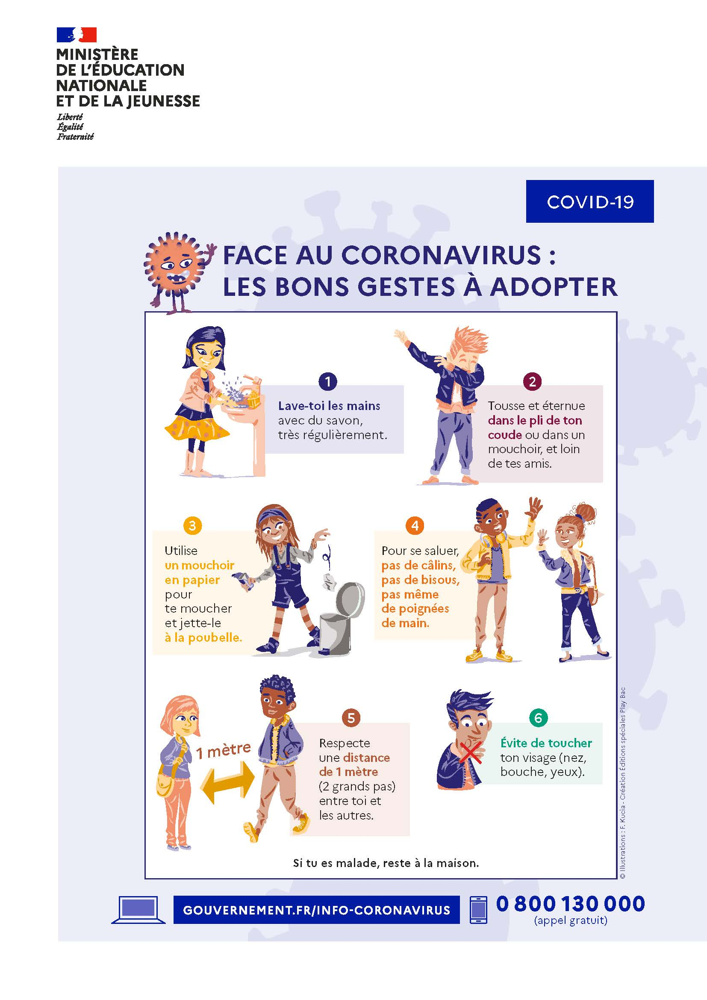 MINISTÈRE
DE L'ÉDUCATION
NATIONALE
ET DE LA JEUNESSE
Liberté
Égalité
Fraternité
COVID-19
FACE AU CORONAVIRUS :
LES BONS GESTES À ADOPTER
1
Lave-toi les mains
avec du savon,
très régulièrement.
2
Tousse et éternue
dans le pli de ton
coude ou dans un
mouchoir, et loin
de tes amis.
3
Utilise
un mouchoir
en papier
pour
te moucher
et jette-le
à la poubelle.
4
Pour se saluer,
pas de câlins,
pas de bisous,
pas même
de poignées
de main.
1 mètre
5
Respecte
une distance
de 1 mètre
(2 grands pas)
entre toi et
les autres.
6
Évite de toucher
ton visage (nez,
bouche, yeux).
Si tu es malade, reste à la maison.
© Illustrations : F. Kucia - Création Éditions spéciales Play Bac
GOUVERNEMENT.FR/INFO-CORONAVIRUS
0 800 130 000
(appel gratuit)